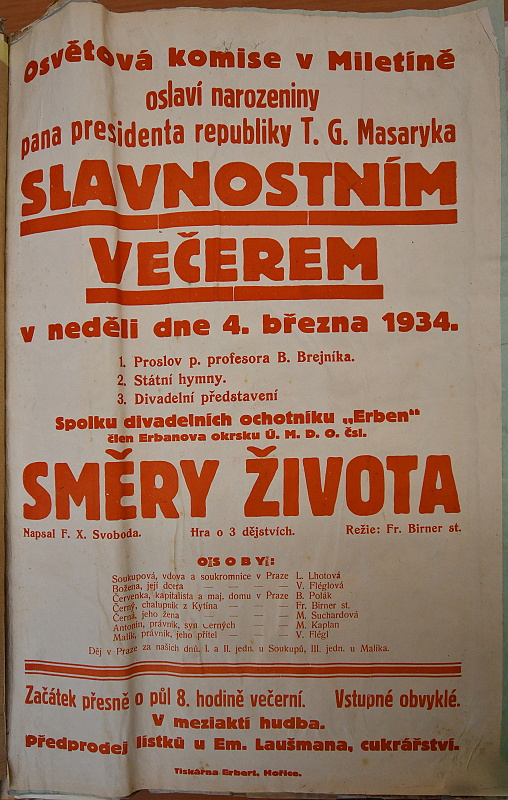 Osvětová komise v Miletíně
oslaví narozeniny
pana presidenta republiky T. G. Masaryka
SLAVNOSTNÍM
VEČEREM
v neděli dne 4. března 1934.
1. Proslov p. profesora B. Brejníka.
2. Státní hymny.
3. Divadelní představení
Spolku divadelních ochotníku „Erben“
člen Erbanova okrsku Ú. M. D. O. Čsl.
SMĚRY ŽIVOTA
Napsal F. X. Svoboda. Hra o 3 dějstvích. Režie: Fr. Birner st.
OSOBY:
Soukupová, vdova a soukromnice v Praze L. Lhotová
Božena, její dcera — — — V. Fléglová
Červenka, kapitalista a maj. domu v Praze B. Polák
Černý, chalupník z Kytína — — — Fr. Birner st.
Černá, jeho žena — — — M. Suchardová
Antonín, právník, syn Černých — — M. Kaplan
Malík, právník, jeho přítel — — — V. Flégl
Děj v Praze za našich dnů. I. a II. jedn. u Soukupů, III. jedn. u Malíka.
Začátek přesně o půl 8. hodině večerní. Vstupné obvyklé.
V meziaktí hudba.
Předprodej lístků u Em. Laušmana, cukrářství.
Tiskárna Erbert, Hořice.